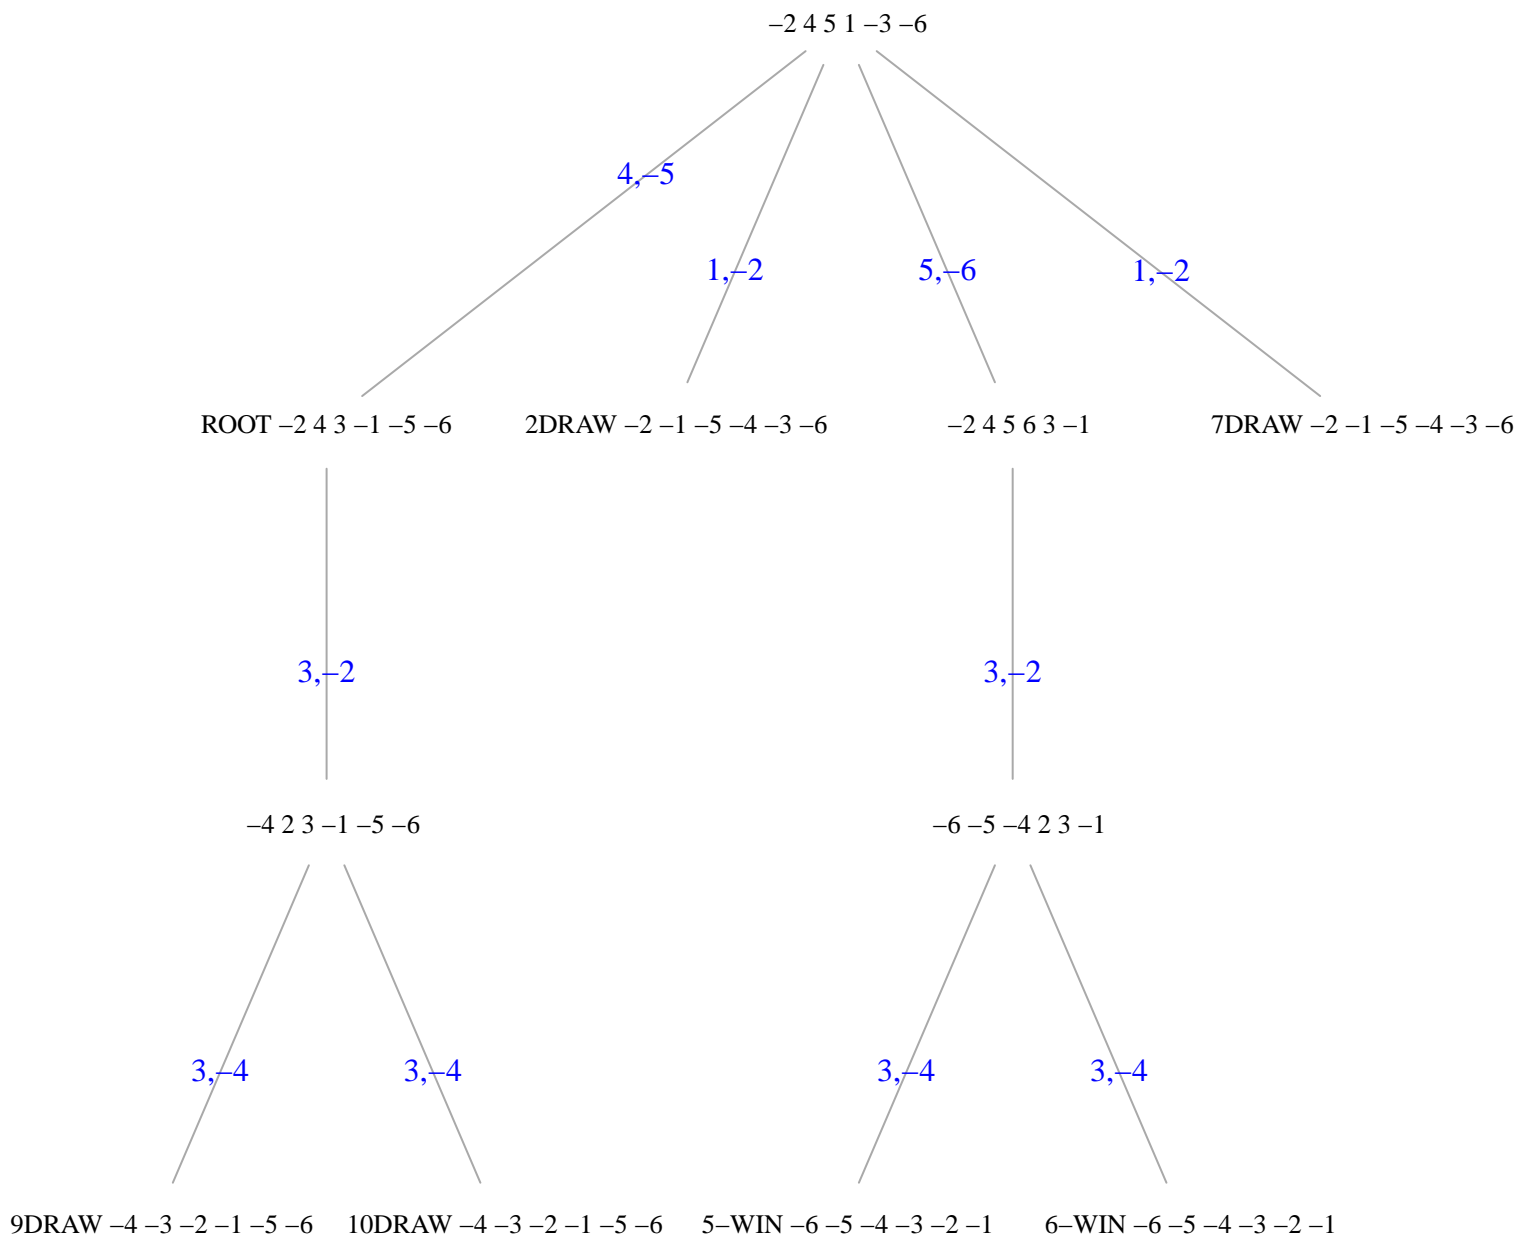 –2 4 5 1 –3 –6
4,–5
1,–2
5,–6
1,–2
ROOT –2 4 3 –1 –5 –6
2DRAW –2 –1 –5 –4 –3 –6
–2 4 5 6 3 –1
7DRAW –2 –1 –5 –4 –3 –6
3,–2
3,–2
–4 2 3 –1 –5 –6
–6 –5 –4 2 3 –1
3,–4
3,–4
3,–4
3,–4
9DRAW –4 –3 –2 –1 –5 –6
10DRAW –4 –3 –2 –1 –5 –6
5–WIN –6 –5 –4 –3 –2 –1
6–WIN –6 –5 –4 –3 –2 –1